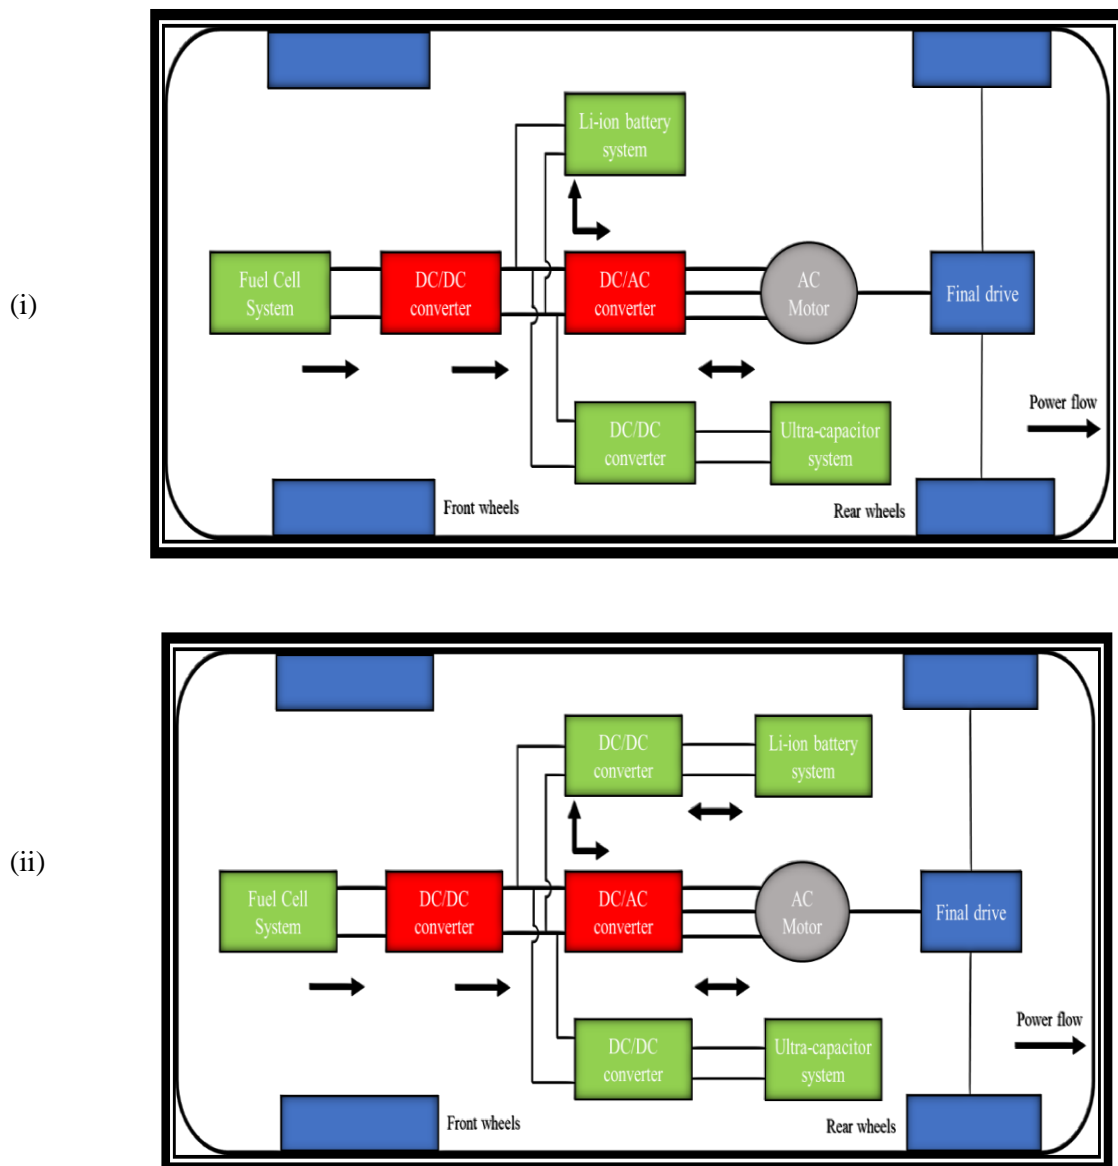 (i)
Li-ion battery
system
Fuel Cell
System
DC/DC
converter
DC/AC
converter
AC
Motor
Final drive
Power flow
DC/DC
converter
Ultra-capacitor
system
Front wheels
Rear wheels
(ii)
DC/DC
converter
Li-ion battery
system
Fuel Cell
System
DC/DC
converter
DC/AC
converter
AC
Motor
Final drive
Power flow
DC/DC
converter
Ultra-capacitor
system
Front wheels
Rear wheels